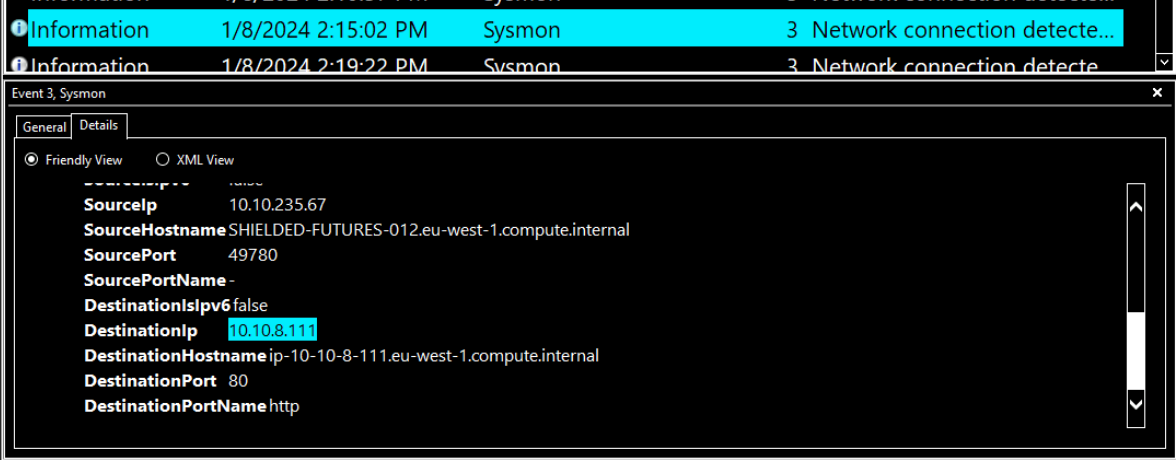 Information 1/8/2024 2:15:02 PM Sysmon 3 Network connection detecte...
Information 1/8/2024 2:19:22 PM Sysmon 3 Network connection detecte
Event 3, Sysmon
General Details
Friendly View XML View
SourceIsIpv6 false
SourceIp 10.10.235.67
SourceHostname SHIELDED-FUTURES-012.eu-west-1.compute.internal
SourcePort 49780
SourcePortName -
DestinationIsIpv6 false
DestinationIp 10.10.8.111
DestinationHostname ip-10-10-8-111.eu-west-1.compute.internal
DestinationPort 80
DestinationPortName http